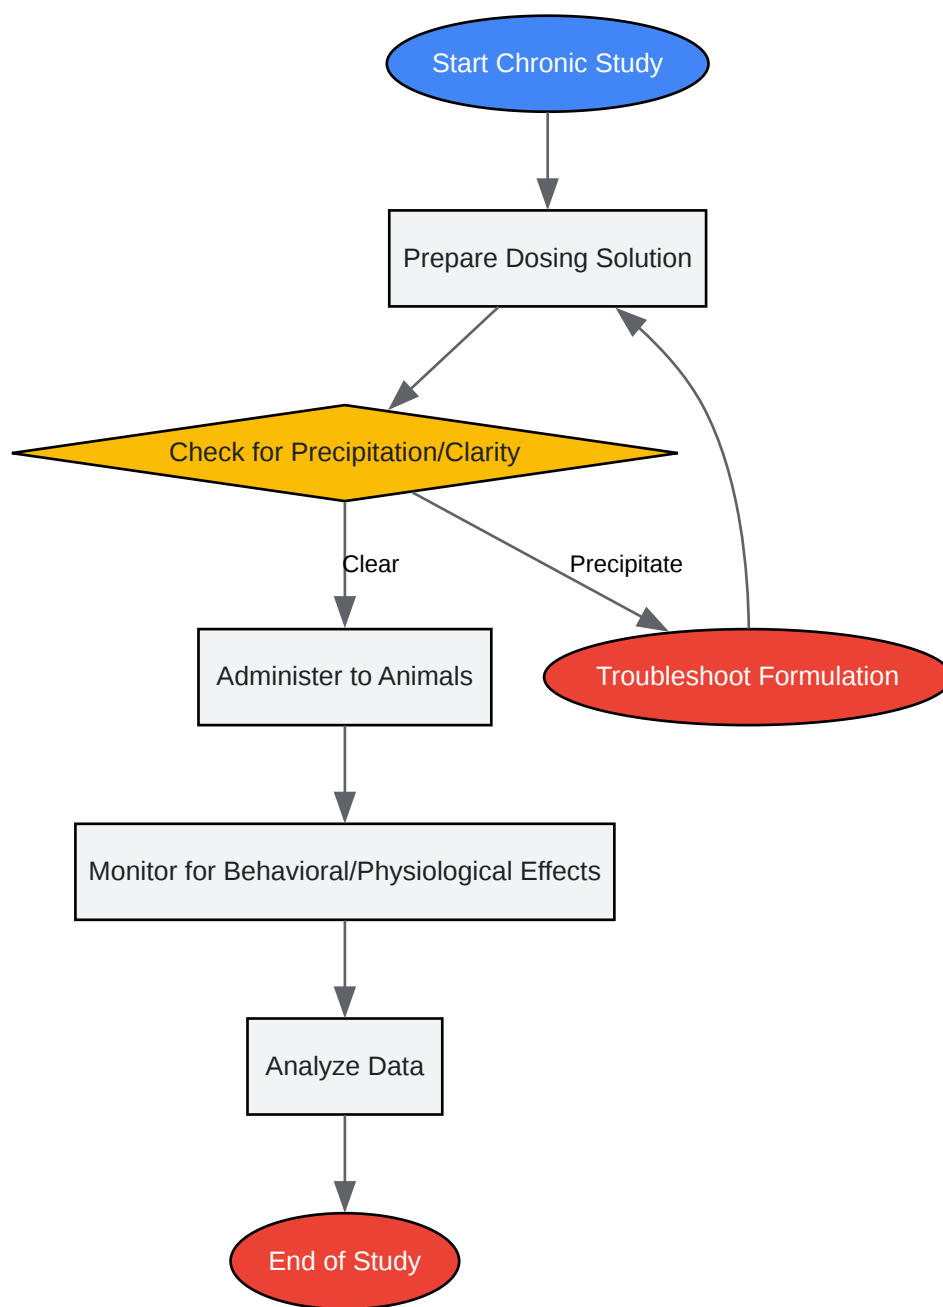 Start Chronic Study
Prepare Dosing Solution
Check for Precipitation/Clarity
Clear
Precipitate
Administer to Animals
Troubleshoot Formulation
Monitor for Behavioral/Physiological Effects
Analyze Data
End of Study